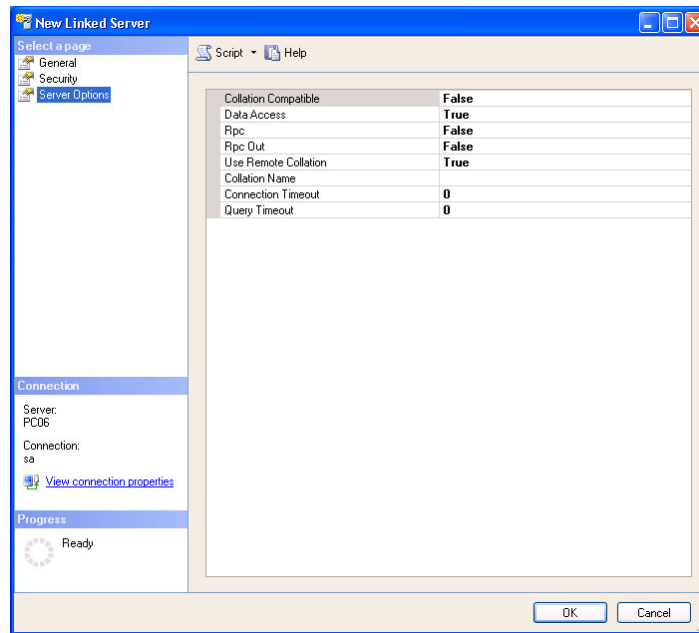 New Linked Server
Select a page
General
Security
Server Options
Script Help
Collation Compatible False
Data Access True
Rpc False
Rpc Out False
Use Remote Collation True
Collation Name
Connection Timeout 0
Query Timeout 0
Connection
Server:
PC06
Connection:
sa
View connection properties
Progress
Ready
OK Cancel